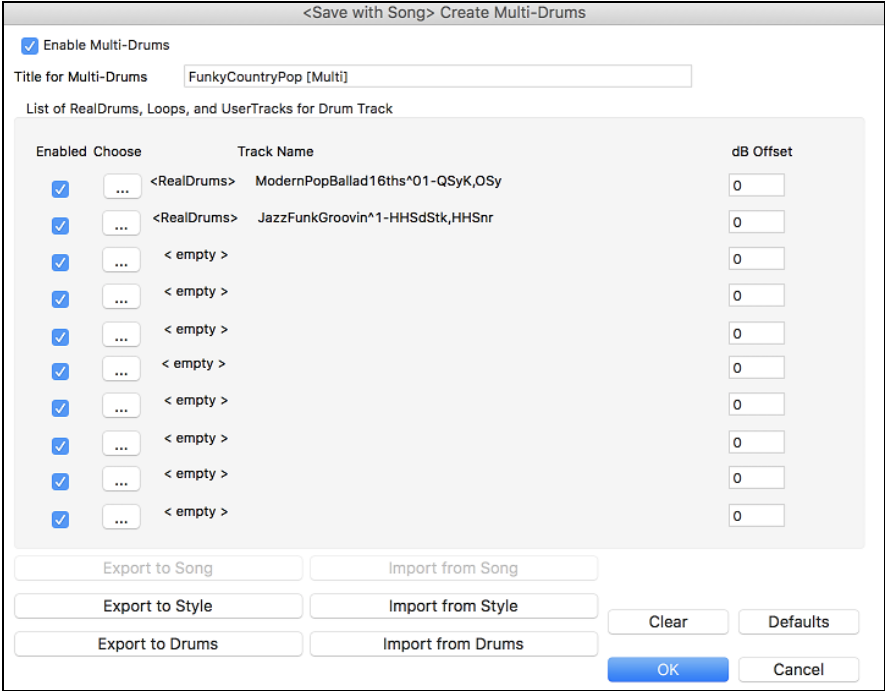 <Save with Song> Create Multi-Drums
Enable Multi-Drums
Title for Multi-Drums FunkyCountryPop [Multi]
List of RealDrums, Loops, and UserTracks for Drum Track
Enabled Choose Track Name dB Offset
... <RealDrums> ModernPopBallad16ths^01-QSyK,OSy 0
... <RealDrums> JazzFunkGroovin^1-HHSdStk,HHSnr 0
... < empty > 0
... < empty > 0
... < empty > 0
... < empty > 0
... < empty > 0
... < empty > 0
... < empty > 0
... < empty > 0
Export to Song Import from Song
Export to Style Import from Style
Clear Defaults
Export to Drums Import from Drums
OK Cancel